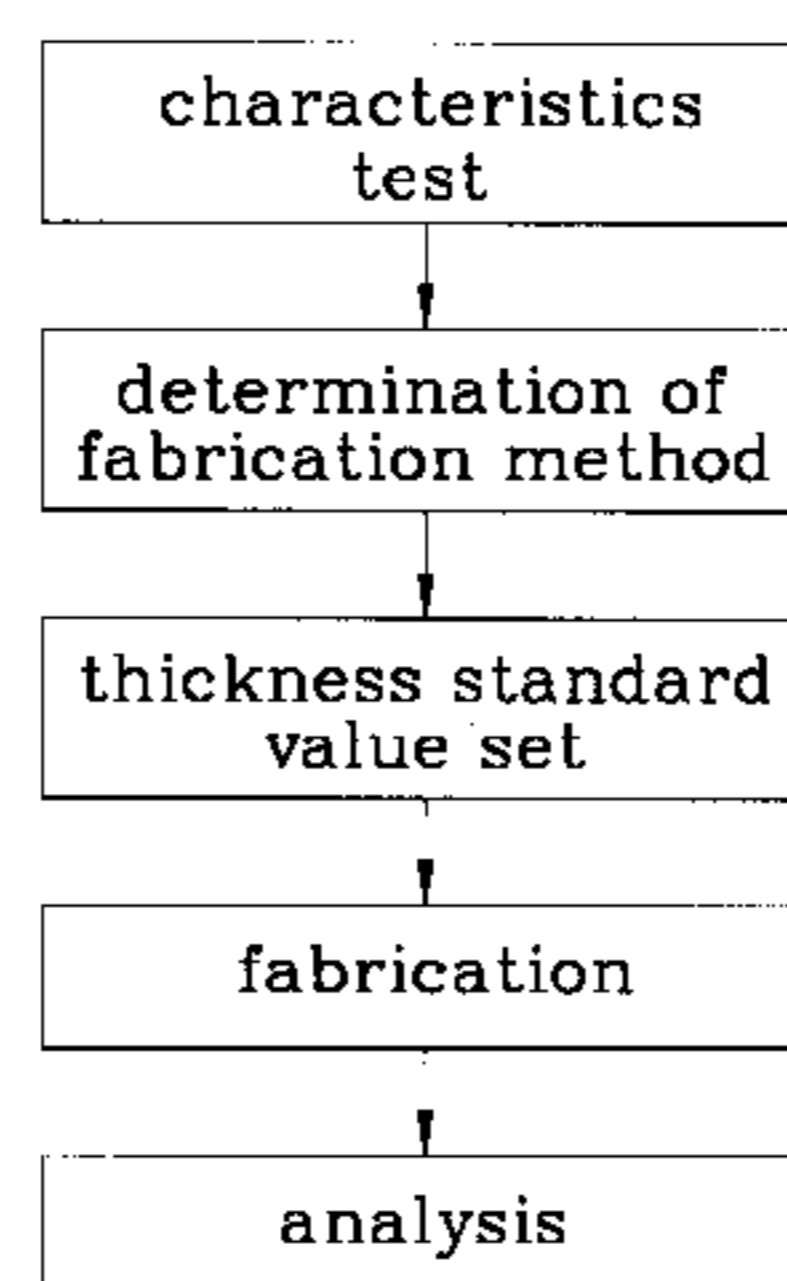 characteristics
test
determination of
fabrication method
thickness standard
value set
fabrication
analysis